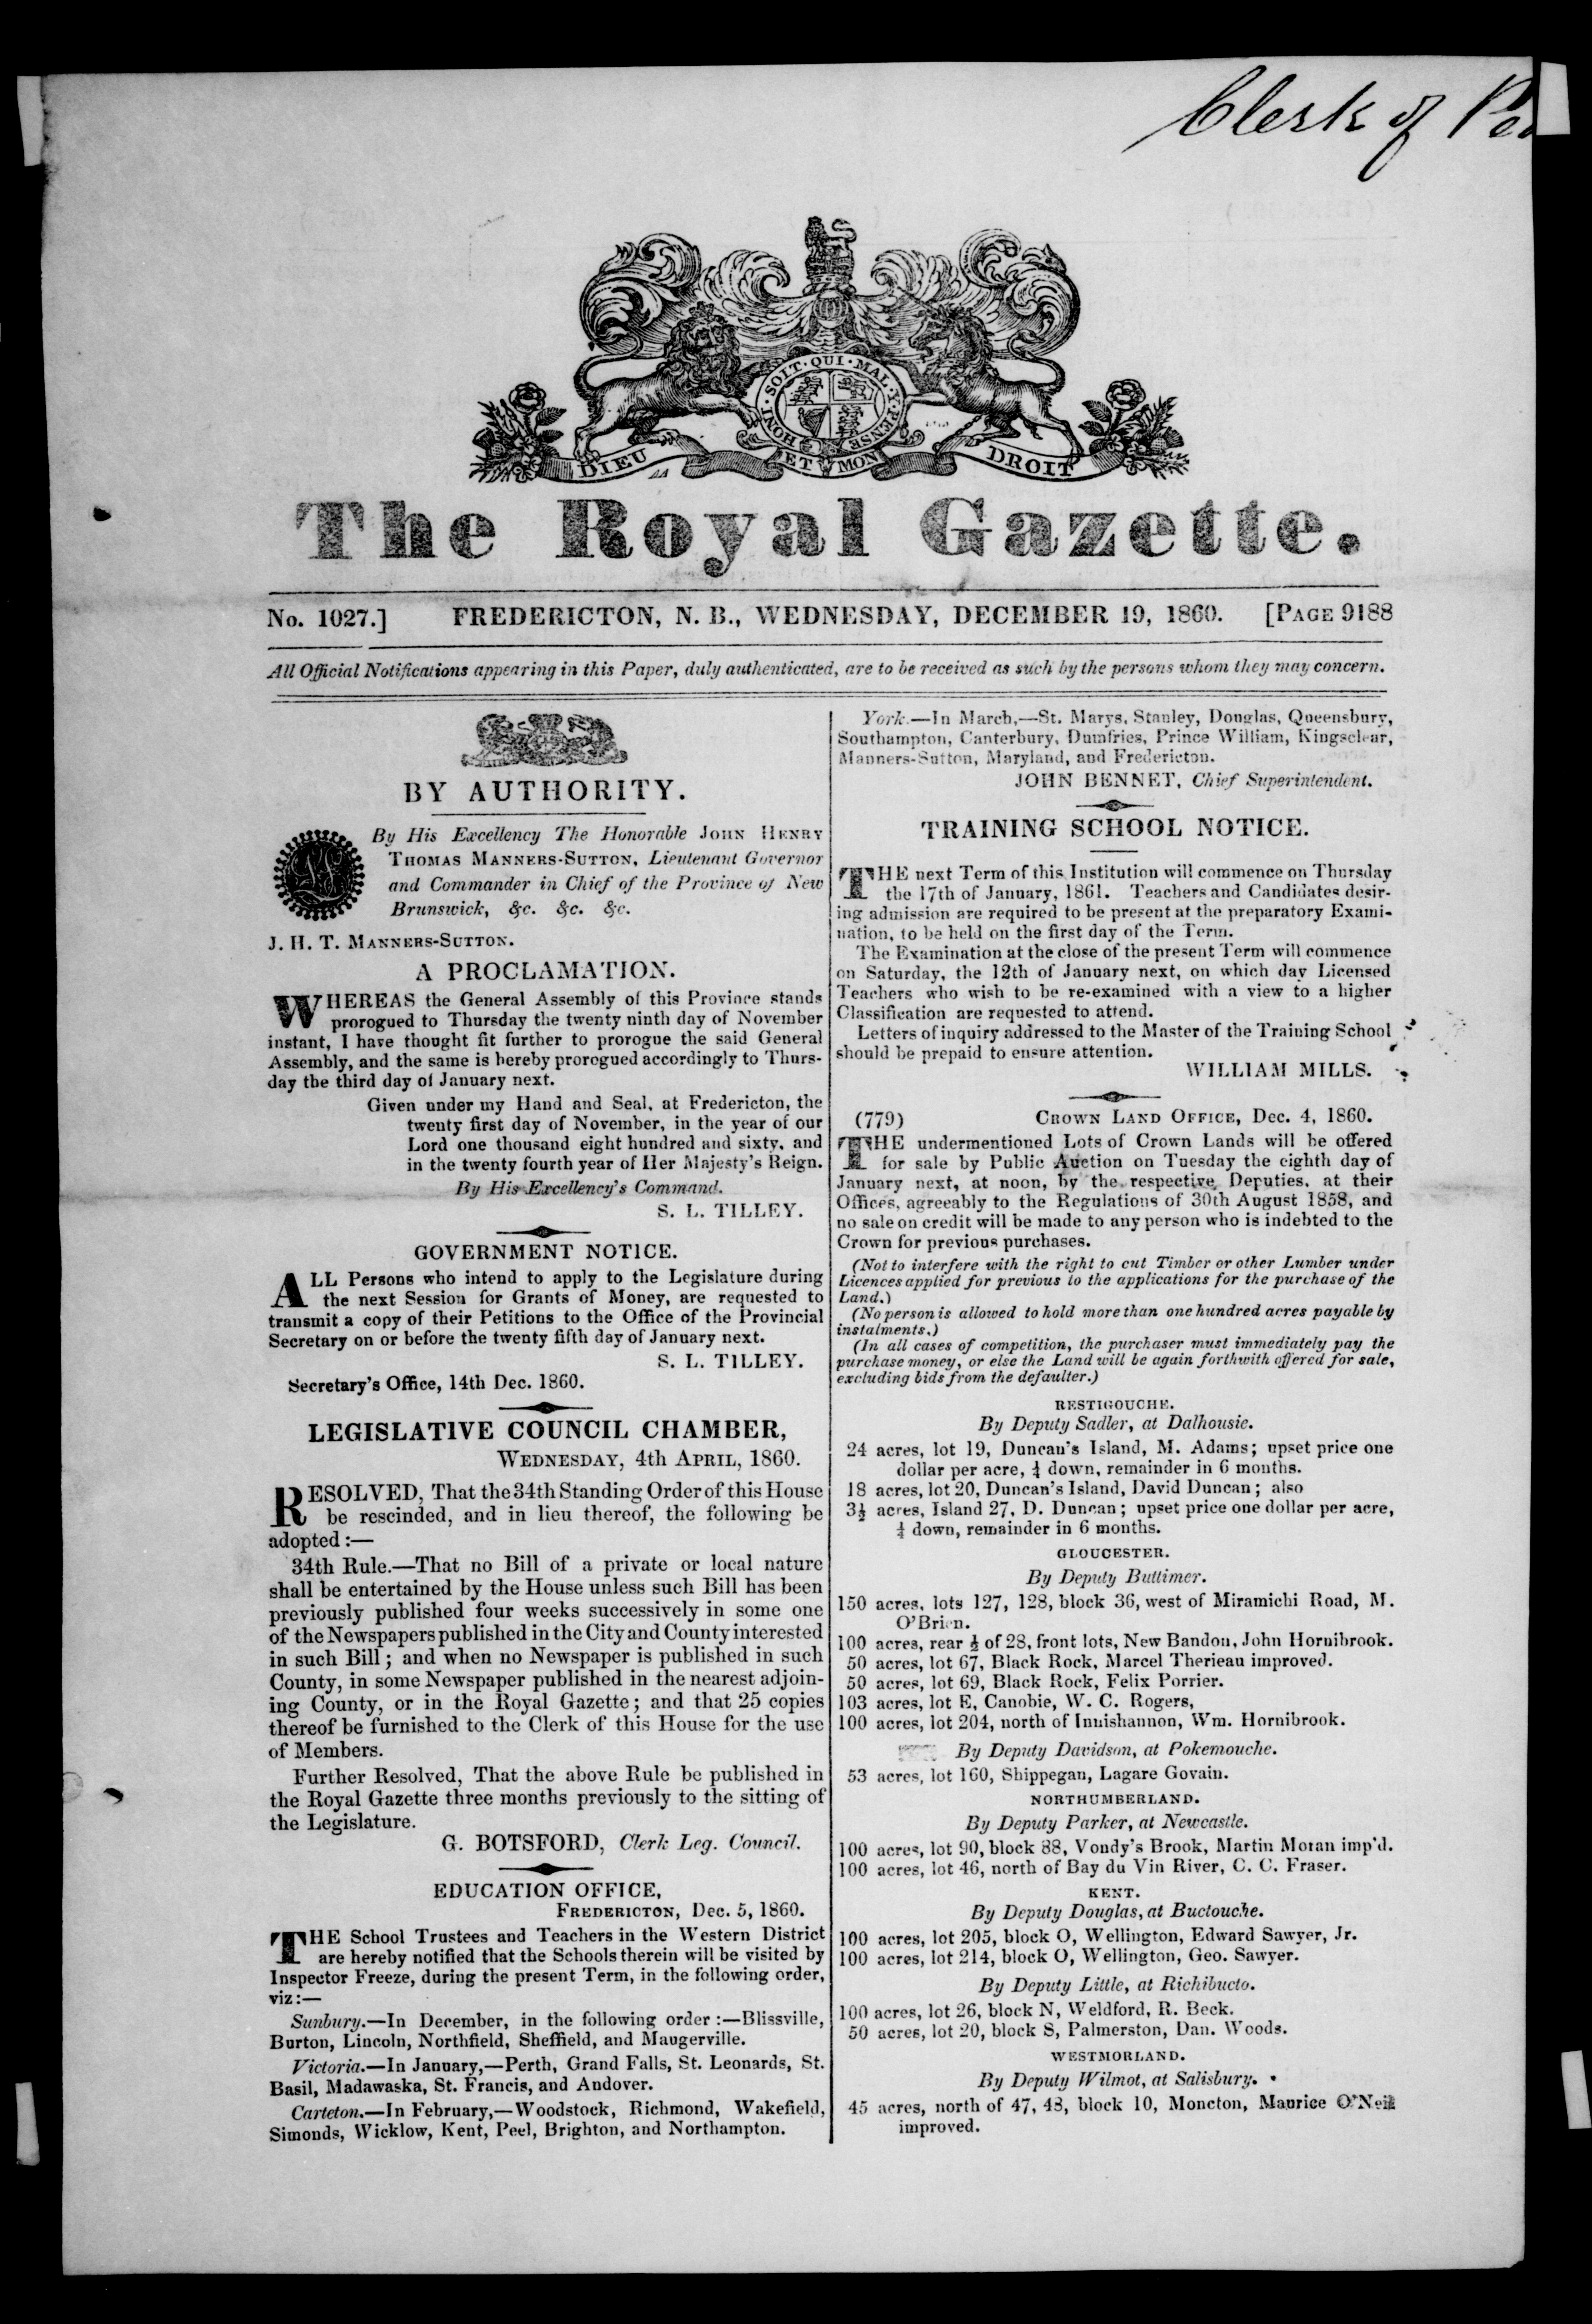 Clerk of
HONI · SOIT · QUI · MAL · Y · PENSE
DIEU ET MON DROIT
The Royal Gazette.
No. 1027.] FREDERICTON, N. B., WEDNESDAY, DECEMBER 19, 1860. [PAGE 9188
All Official Notifications appearing in this Paper, duly authenticated, are to be received as such by the persons whom they may concern.
BY AUTHORITY.
By His Excellency The Honorable JOHN HENRY
THOMAS MANNERS-SUTTON, Lieutenant Governor
and Commander in Chief of the Province of New
Brunswick, &c. &c. &c.
J. H. T. MANNERS-SUTTON.
A PROCLAMATION.
WHEREAS the General Assembly of this Province stands
prorogued to Thursday the twenty ninth day of November
instant, I have thought fit further to prorogue the said General
Assembly, and the same is hereby prorogued accordingly to Thurs-
day the third day of January next.
Given under my Hand and Seal, at Fredericton, the
twenty first day of November, in the year of our
Lord one thousand eight hundred and sixty, and
in the twenty fourth year of Her Majesty's Reign.
By His Excellency's Command.
S. L. TILLEY.
GOVERNMENT NOTICE.
ALL Persons who intend to apply to the Legislature during
the next Session for Grants of Money, are requested to
transmit a copy of their Petitions to the Office of the Provincial
Secretary on or before the twenty fifth day of January next.
S. L. TILLEY.
Secretary's Office, 14th Dec. 1860.
LEGISLATIVE COUNCIL CHAMBER,
WEDNESDAY, 4th APRIL, 1860.
RESOLVED, That the 34th Standing Order of this House
be rescinded, and in lieu thereof, the following be
adopted :—
34th Rule.—That no Bill of a private or local nature
shall be entertained by the House unless such Bill has been
previously published four weeks successively in some one
of the Newspapers published in the City and County interested
in such Bill ; and when no Newspaper is published in such
County, in some Newspaper published in the nearest adjoin-
ing County, or in the Royal Gazette ; and that 25 copies
thereof be furnished to the Clerk of this House for the use
of Members.
Further Resolved, That the above Rule be published in
the Royal Gazette three months previously to the sitting of
the Legislature.
G. BOTSFORD, Clerk Leg. Council.
EDUCATION OFFICE,
FREDERICTON, Dec. 5, 1860.
THE School Trustees and Teachers in the Western District
are hereby notified that the Schools therein will be visited by
Inspector Freeze, during the present Term, in the following order,
viz :—
Sunbury.—In December, in the following order :—Blissville,
Burton, Lincoln, Northfield, Sheffield, and Maugerville.
Victoria.—In January,—Perth, Grand Falls, St. Leonards, St.
Basil, Madawaska, St. Francis, and Andover.
Carleton.—In February,—Woodstock, Richmond, Wakefield,
Simonds, Wicklow, Kent, Peel, Brighton, and Northampton.
York.—In March,—St. Marys, Stanley, Douglas, Queensbury,
Southampton, Canterbury, Dumfries, Prince William, Kingsclear,
Manners-Sutton, Maryland, and Fredericton.
JOHN BENNET, Chief Superintendent.
TRAINING SCHOOL NOTICE.
THE next Term of this Institution will commence on Thursday
the 17th of January, 1861. Teachers and Candidates desir-
ing admission are required to be present at the preparatory Exami-
nation, to be held on the first day of the Term.
The Examination at the close of the present Term will commence
on Saturday, the 12th of January next, on which day Licensed
Teachers who wish to be re-examined with a view to a higher
Classification are requested to attend.
Letters of inquiry addressed to the Master of the Training School
should be prepaid to ensure attention.
WILLIAM MILLS.
(779) CROWN LAND OFFICE, Dec. 4, 1860.
THE undermentioned Lots of Crown Lands will be offered
for sale by Public Auction on Tuesday the eighth day of
January next, at noon, by the respective Deputies, at their
Offices, agreeably to the Regulations of 30th August 1858, and
no sale on credit will be made to any person who is indebted to the
Crown for previous purchases.
(Not to interfere with the right to cut Timber or other Lumber under
Licences applied for previous to the applications for the purchase of the
Land.)
(No person is allowed to hold more than one hundred acres payable by
instalments.)
(In all cases of competition, the purchaser must immediately pay the
purchase money, or else the Land will be again forthwith offered for sale,
excluding bids from the defaulter.)
RESTIGOUCHE.
By Deputy Sadler, at Dalhousie.
24 acres, lot 19, Duncan's Island, M. Adams ; upset price one
dollar per acre, ¼ down, remainder in 6 months.
18 acres, lot 20, Duncan's Island, David Duncan ; also
3½ acres, Island 27, D. Duncan ; upset price one dollar per acre,
¼ down, remainder in 6 months.
GLOUCESTER.
By Deputy Buttimer.
150 acres, lots 127, 128, block 36, west of Miramichi Road, M.
O'Brien.
100 acres, rear ½ of 28, front lots, New Bandon, John Hornibrook.
50 acres, lot 67, Black Rock, Marcel Therieau improved.
50 acres, lot 69, Black Rock, Felix Porrier.
103 acres, lot E, Canobie, W. C. Rogers,
100 acres, lot 204, north of Innishannon, Wm. Hornibrook.
By Deputy Davidson, at Pokemouche.
53 acres, lot 160, Shippegan, Lagare Govain.
NORTHUMBERLAND.
By Deputy Parker, at Newcastle.
100 acres, lot 90, block 88, Vondy's Brook, Martin Moran imp'd.
100 acres, lot 46, north of Bay du Vin River, C. C. Fraser.
KENT.
By Deputy Douglas, at Buctouche.
100 acres, lot 205, block O, Wellington, Edward Sawyer, Jr.
100 acres, lot 214, block O, Wellington, Geo. Sawyer.
By Deputy Little, at Richibucto.
100 acres, lot 26, block N, Weldford, R. Beck.
50 acres, lot 20, block S, Palmerston, Dan. Woods.
WESTMORLAND.
By Deputy Wilmot, at Salisbury.
45 acres, north of 47, 48, block 10, Moncton, Maurice O'Neil
improved.